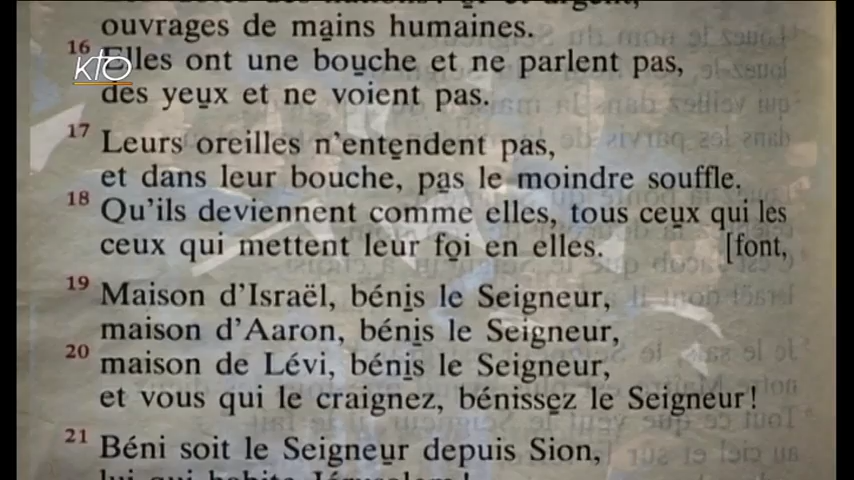 ouvrages de mains humaines.
16 Elles ont une bouche et ne parlent pas,
KTO
des yeux et ne voient pas.
17 Leurs oreilles n'entendent pas,
et dans leur bouche, pas le moindre souffle.
18 Qu'ils deviennent comme elles, tous ceux qui les
ceux qui mettent leur foi en elles. [font,
19 Maison d'Israël, bénis le Seigneur,
maison d'Aaron, bénis le Seigneur,
20 maison de Lévi, bénis le Seigneur,
et vous qui le craignez, bénissez le Seigneur!
21 Béni soit le Seigneur depuis Sion,
lui qui habite Jérusalem!